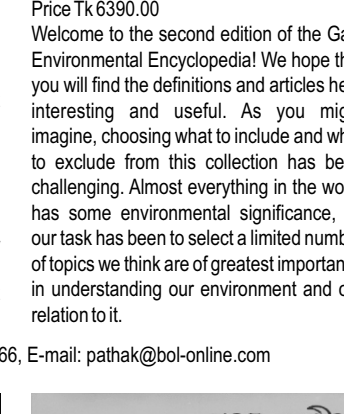 Price Tk 6390.00
Welcome to the second edition of the Ga
Environmental Encyclopedia! We hope th
you will find the definitions and articles he
interesting and useful. As you mig
imagine, choosing what to include and wh
to exclude from this collection has be
challenging. Almost everything in the wo
has some environmental significance,
our task has been to select a limited numb
of topics we think are of greatest importan
in understanding our environment and o
relation to it.
66, E-mail: pathak@bol-online.com